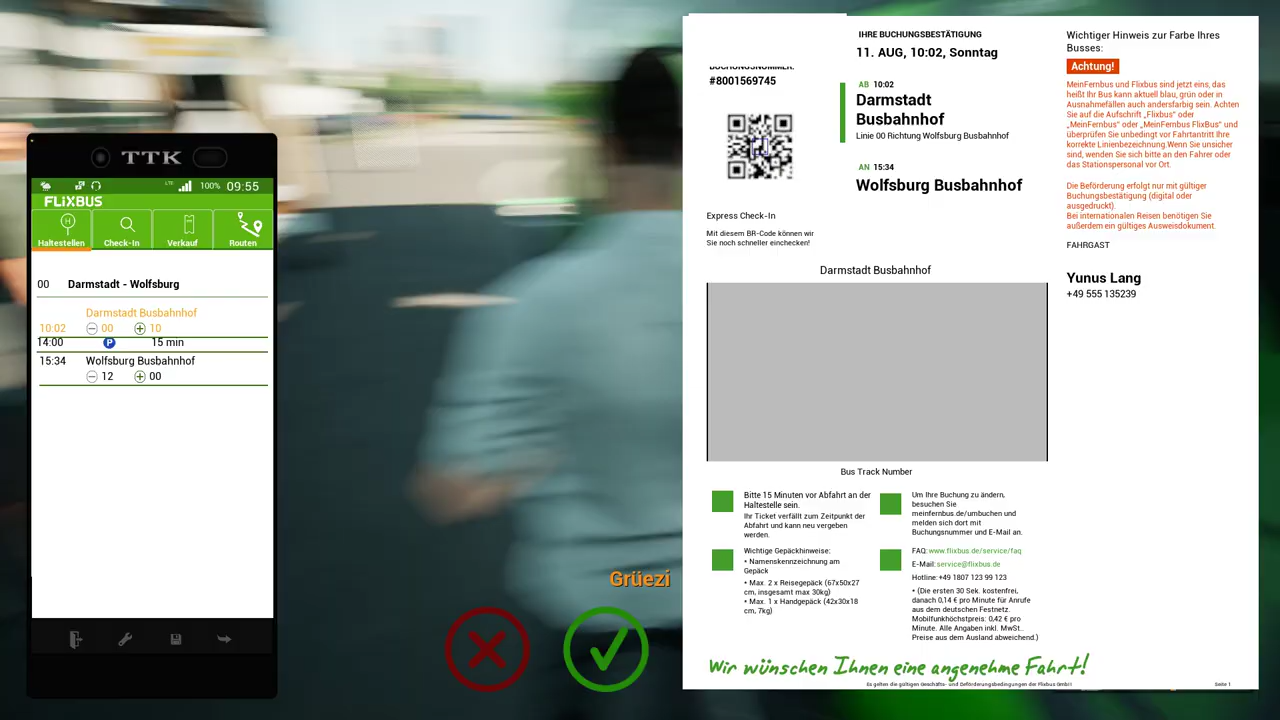 TTK
LTE 100% 09:55
FLiXBUS
Haltestellen
Check-In
Verkauf
Routen
00 Darmstadt - Wolfsburg
Darmstadt Busbahnhof
10:02 00 10
14:00 P 15 min
15:34 Wolfsburg Busbahnhof
12 00
Grüezi
BUCHUNGSNUMMER:
#8001569745
Express Check-In
Mit diesem BR-Code können wir
Sie noch schneller einchecken!
IHRE BUCHUNGSBESTÄTIGUNG
11. AUG, 10:02, Sonntag
AB 10:02
Darmstadt
Busbahnhof
Linie 00 Richtung Wolfsburg Busbahnhof
AN 15:34
Wolfsburg Busbahnhof
Darmstadt Busbahnhof
Bus Track Number
Bitte 15 Minuten vor Abfahrt an der
Haltestelle sein.
Ihr Ticket verfällt zum Zeitpunkt der
Abfahrt und kann neu vergeben
werden.
Wichtige Gepäckhinweise:
• Namenskennzeichnung am
Gepäck
• Max. 2 x Reisegepäck (67x50x27
cm, insgesamt max 30kg)
• Max. 1 x Handgepäck (42x30x18
cm, 7kg)
Um Ihre Buchung zu ändern,
besuchen Sie
meinfernbus.de/umbuchen und
melden sich dort mit
Buchungsnummer und E-Mail an.
FAQ: www.flixbus.de/service/faq
E-Mail: service@flixbus.de
Hotline: +49 1807 123 99 123
• (Die ersten 30 Sek. kostenfrei,
danach 0,14 € pro Minute für Anrufe
aus dem deutschen Festnetz.
Mobilfunkhöchstpreis: 0,42 € pro
Minute. Alle Angaben inkl. MwSt..
Preise aus dem Ausland abweichend.)
Wir wünschen Ihnen eine angenehme Fahrt!
Es gelten die gültigen Geschäfts- und Beförderungsbedingungen der Flixbus GmbH
Seite 1
Wichtiger Hinweis zur Farbe Ihres
Busses:
Achtung!
MeinFernbus und Flixbus sind jetzt eins, das
heißt Ihr Bus kann aktuell blau, grün oder in
Ausnahmefällen auch andersfarbig sein. Achten
Sie auf die Aufschrift „Flixbus“ oder
„MeinFernbus“ oder „MeinFernbus FlixBus“ und
überprüfen Sie unbedingt vor Fahrtantritt Ihre
korrekte Linienbezeichnung.Wenn Sie unsicher
sind, wenden Sie sich bitte an den Fahrer oder
das Stationspersonal vor Ort.
Die Beförderung erfolgt nur mit gültiger
Buchungsbestätigung (digital oder
ausgedruckt).
Bei internationalen Reisen benötigen Sie
außerdem ein gültiges Ausweisdokument.
FAHRGAST
Yunus Lang
+49 555 135239